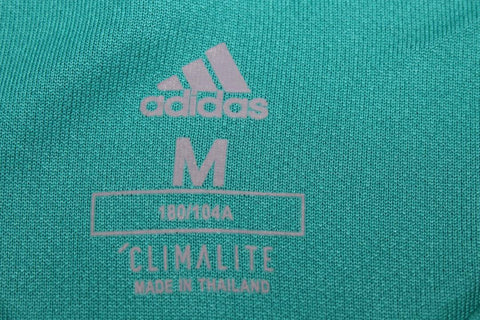 adidas
M
180/104A
CLIMALITE
MADE IN THAILAND